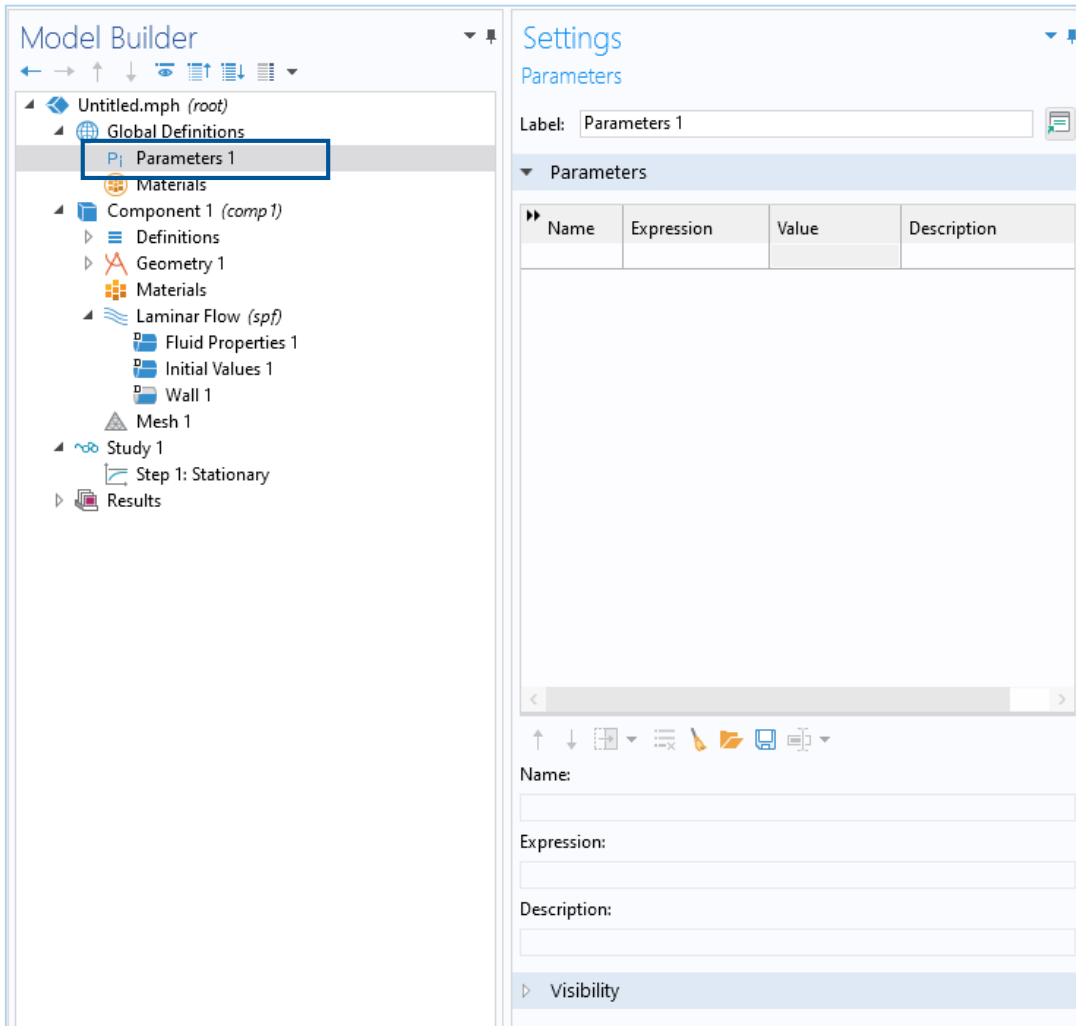 Model Builder
Untitled.mph (root)
Global Definitions
Pi Parameters 1
Materials
Component 1 (comp1)
Definitions
Geometry 1
Materials
Laminar Flow (spf)
Fluid Properties 1
Initial Values 1
Wall 1
Mesh 1
Study 1
Step 1: Stationary
Results
Settings
Parameters
Label: Parameters 1
Parameters
Name Expression Value Description
Name:
Expression:
Description:
Visibility